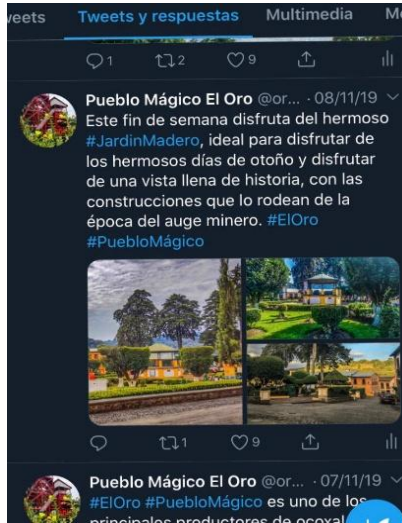 weets Tweets y respuestas Multimedia M
1 2 9
Pueblo Mágico El Oro @or... · 08/11/19
Este fin de semana disfruta del hermoso
#JardinMadero, ideal para disfrutar de
los hermosos días de otoño y disfrutar
de una vista llena de historia, con las
construcciones que lo rodean de la
época del auge minero. #ElOro
#PuebloMágico
1 9
Pueblo Mágico El Oro @or... · 07/11/19
#ElOro #PuebloMágico es uno de los
principales productores de ocoxal